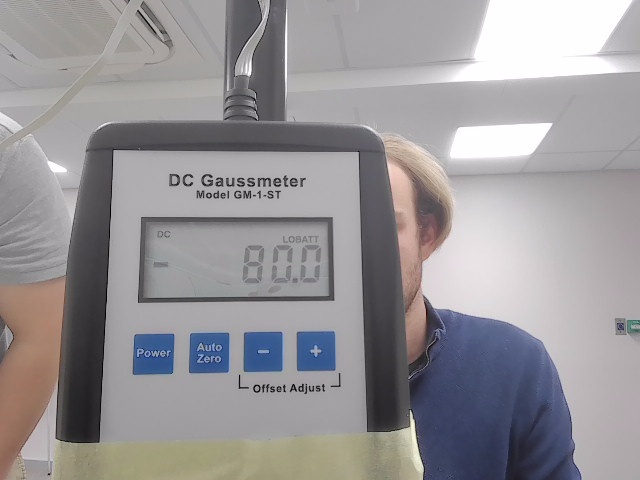 DC Gaussmeter
Model GM-1-ST
DC
LOBATT
- 80.0
Power
Auto
Zero
-
+
Offset Adjust